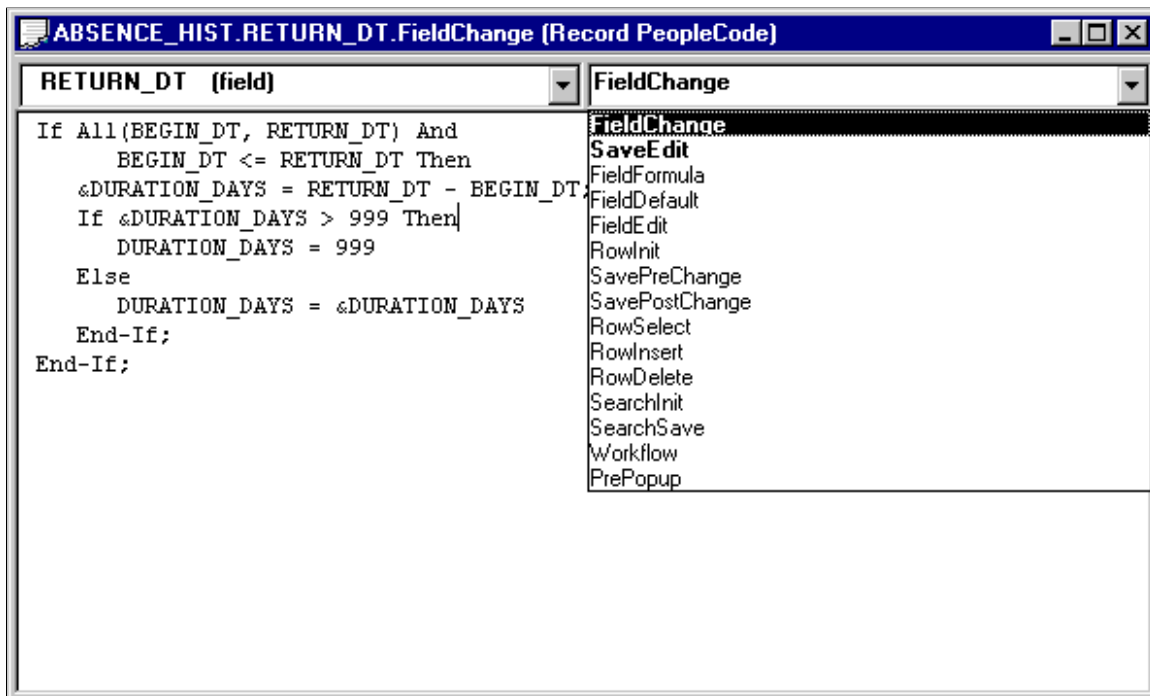 ABSENCE_HIST.RETURN_DT.FieldChange (Record PeopleCode)
RETURN_DT (field)
FieldChange
If All(BEGIN_DT, RETURN_DT) And
BEGIN_DT <= RETURN_DT Then
&DURATION_DAYS = RETURN_DT - BEGIN_DT;
If &DURATION_DAYS > 999 Then
DURATION_DAYS = 999
Else
DURATION_DAYS = &DURATION_DAYS
End-If;
End-If;
FieldChange
SaveEdit
FieldFormula
FieldDefault
FieldEdit
RowInit
SavePreChange
SavePostChange
RowSelect
RowInsert
RowDelete
SearchInit
SearchSave
Workflow
PrePopup